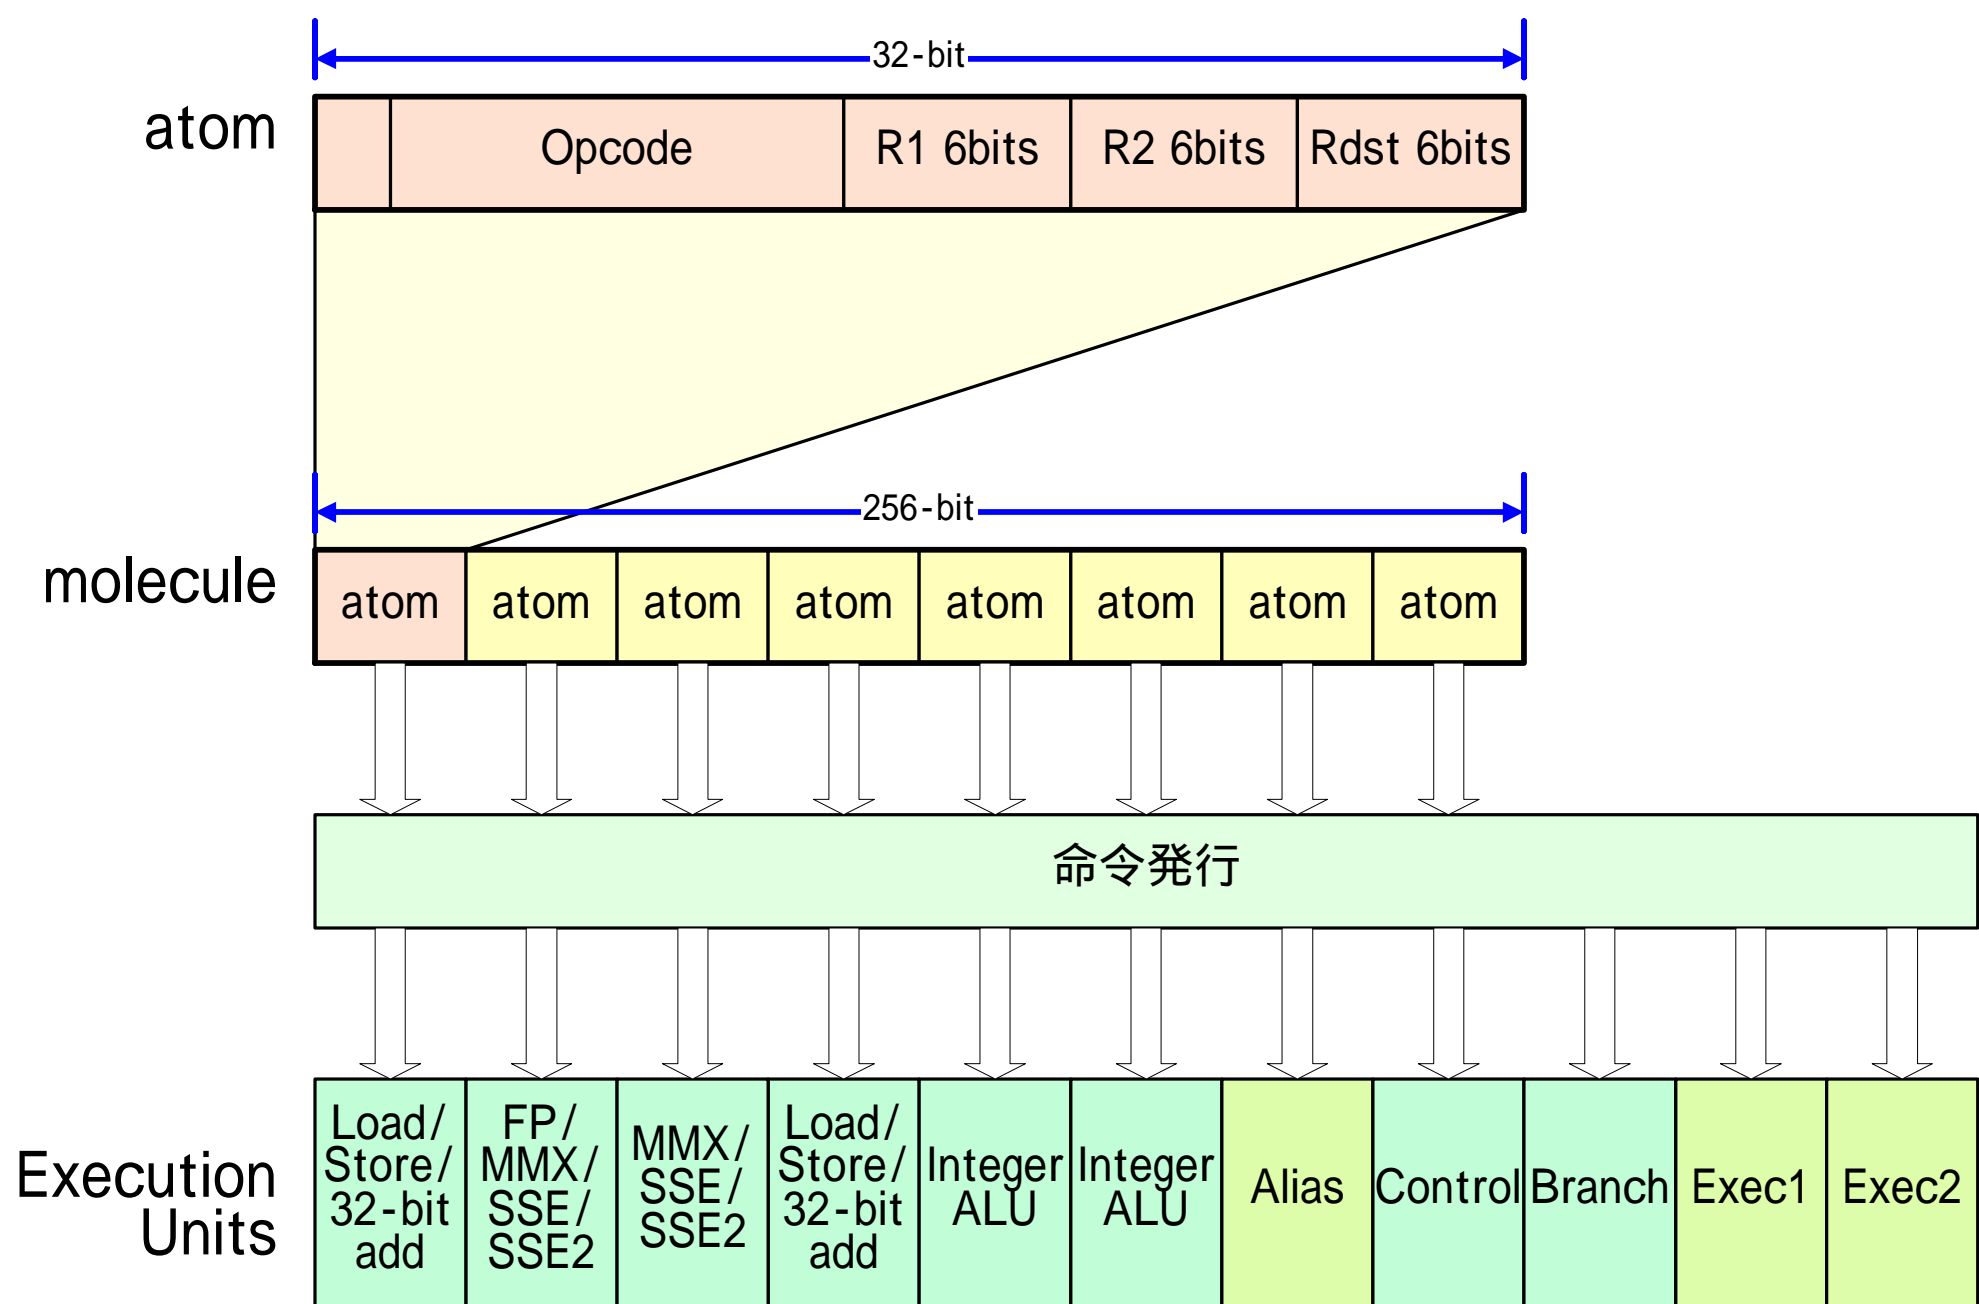 32-bit
atom
Opcode
R1 6bits
R2 6bits
Rdst 6bits
256-bit
molecule
atom
atom
atom
atom
atom
atom
atom
atom
命令発行
Execution
Units
Load/
Store/
32-bit
add
FP/
MMX/
SSE/
SSE2
MMX/
SSE/
SSE2
Load/
Store/
32-bit
add
Integer
ALU
Integer
ALU
Alias
Control
Branch
Exec1
Exec2